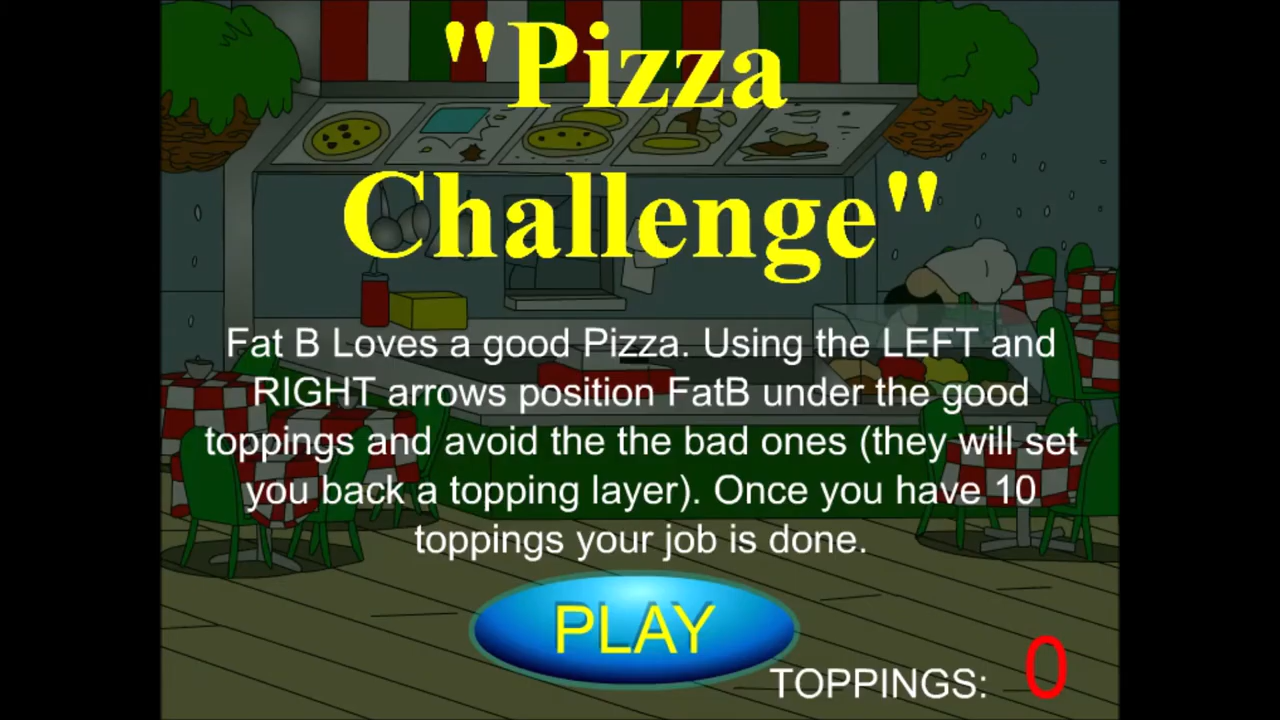 "Pizza
Challenge"
Fat B Loves a good Pizza. Using the LEFT and
RIGHT arrows position FatB under the good
toppings and avoid the the bad ones (they will set
you back a topping layer). Once you have 10
toppings your job is done.
PLAY
TOPPINGS: 0